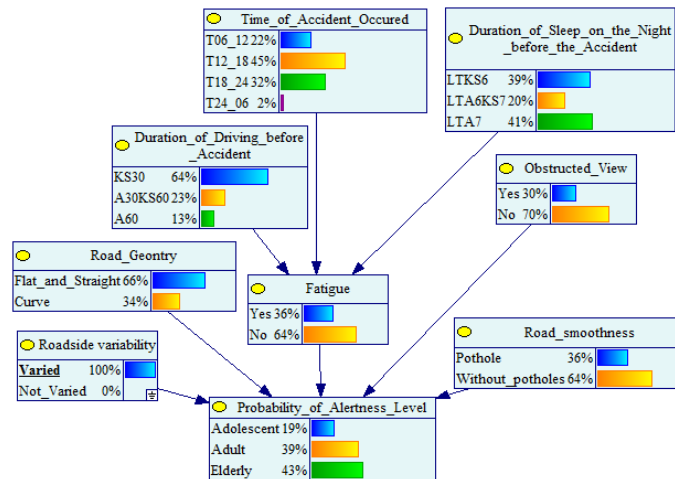 Time_of_Accident_Occured
T06_12 22%
T12_18 45%
T18_24 32%
T24_06 2%
Duration_of_Sleep_on_the_Night
_before_the_Accident
LTKS6 39%
LTA6KS7 20%
LTA7 41%
Duration_of_Driving_before
_Accident
KS30 64%
A30KS60 23%
A60 13%
Obstructed_View
Yes 30%
No 70%
Road_Geontry
Flat_and_Straight 66%
Curve 34%
Fatigue
Yes 36%
No 64%
Roadside variability
Varied 100%
Not_Varied 0%
Road_smoothness
Pothole 36%
Without_potholes 64%
Probability_of_Alertness_Level
Adolescent 19%
Adult 39%
Elderly 43%